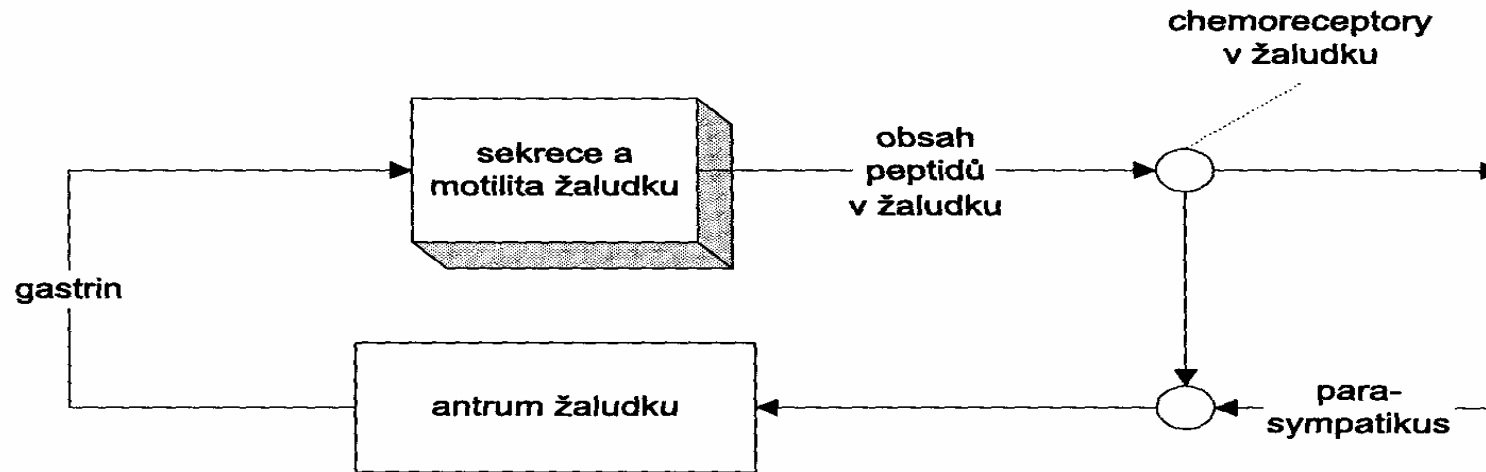 chemoreceptory
v žaludku
sekrece a
motilita žaludku
obsah
peptidů
v žaludku
gastrin
antrum žaludku
para-
sympatikus